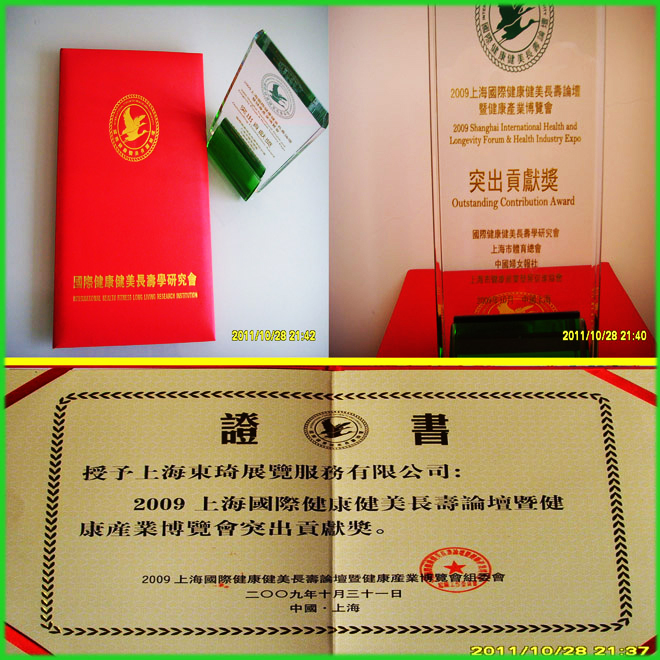 國際健康健美長壽學研究會
INTERNATIONAL HEALTH FITNESS LONG LIVING RESEARCH INSTITUTION
2011/10/28 21:42
2009上海國際健康健美長壽論壇
暨健康產業博覽會
2009 Shanghai International Health and
Longevity Forum & Health Industry Expo
突出貢獻獎
Outstanding Contribution Award
國際健康健美長壽學研究會
上海市體育總會
中國婦女報社
2011/10/28 21:40
證書
授予上海東琦展覽服務有限公司：
2009 上海國際健康健美長壽論壇暨健
康産業博覽會突出貢獻獎。
2009 上海國際健康健美長壽論壇暨健康産業博覽會組委會
二〇〇九年十月三十一日
中國·上海
2011/10/28 21:37